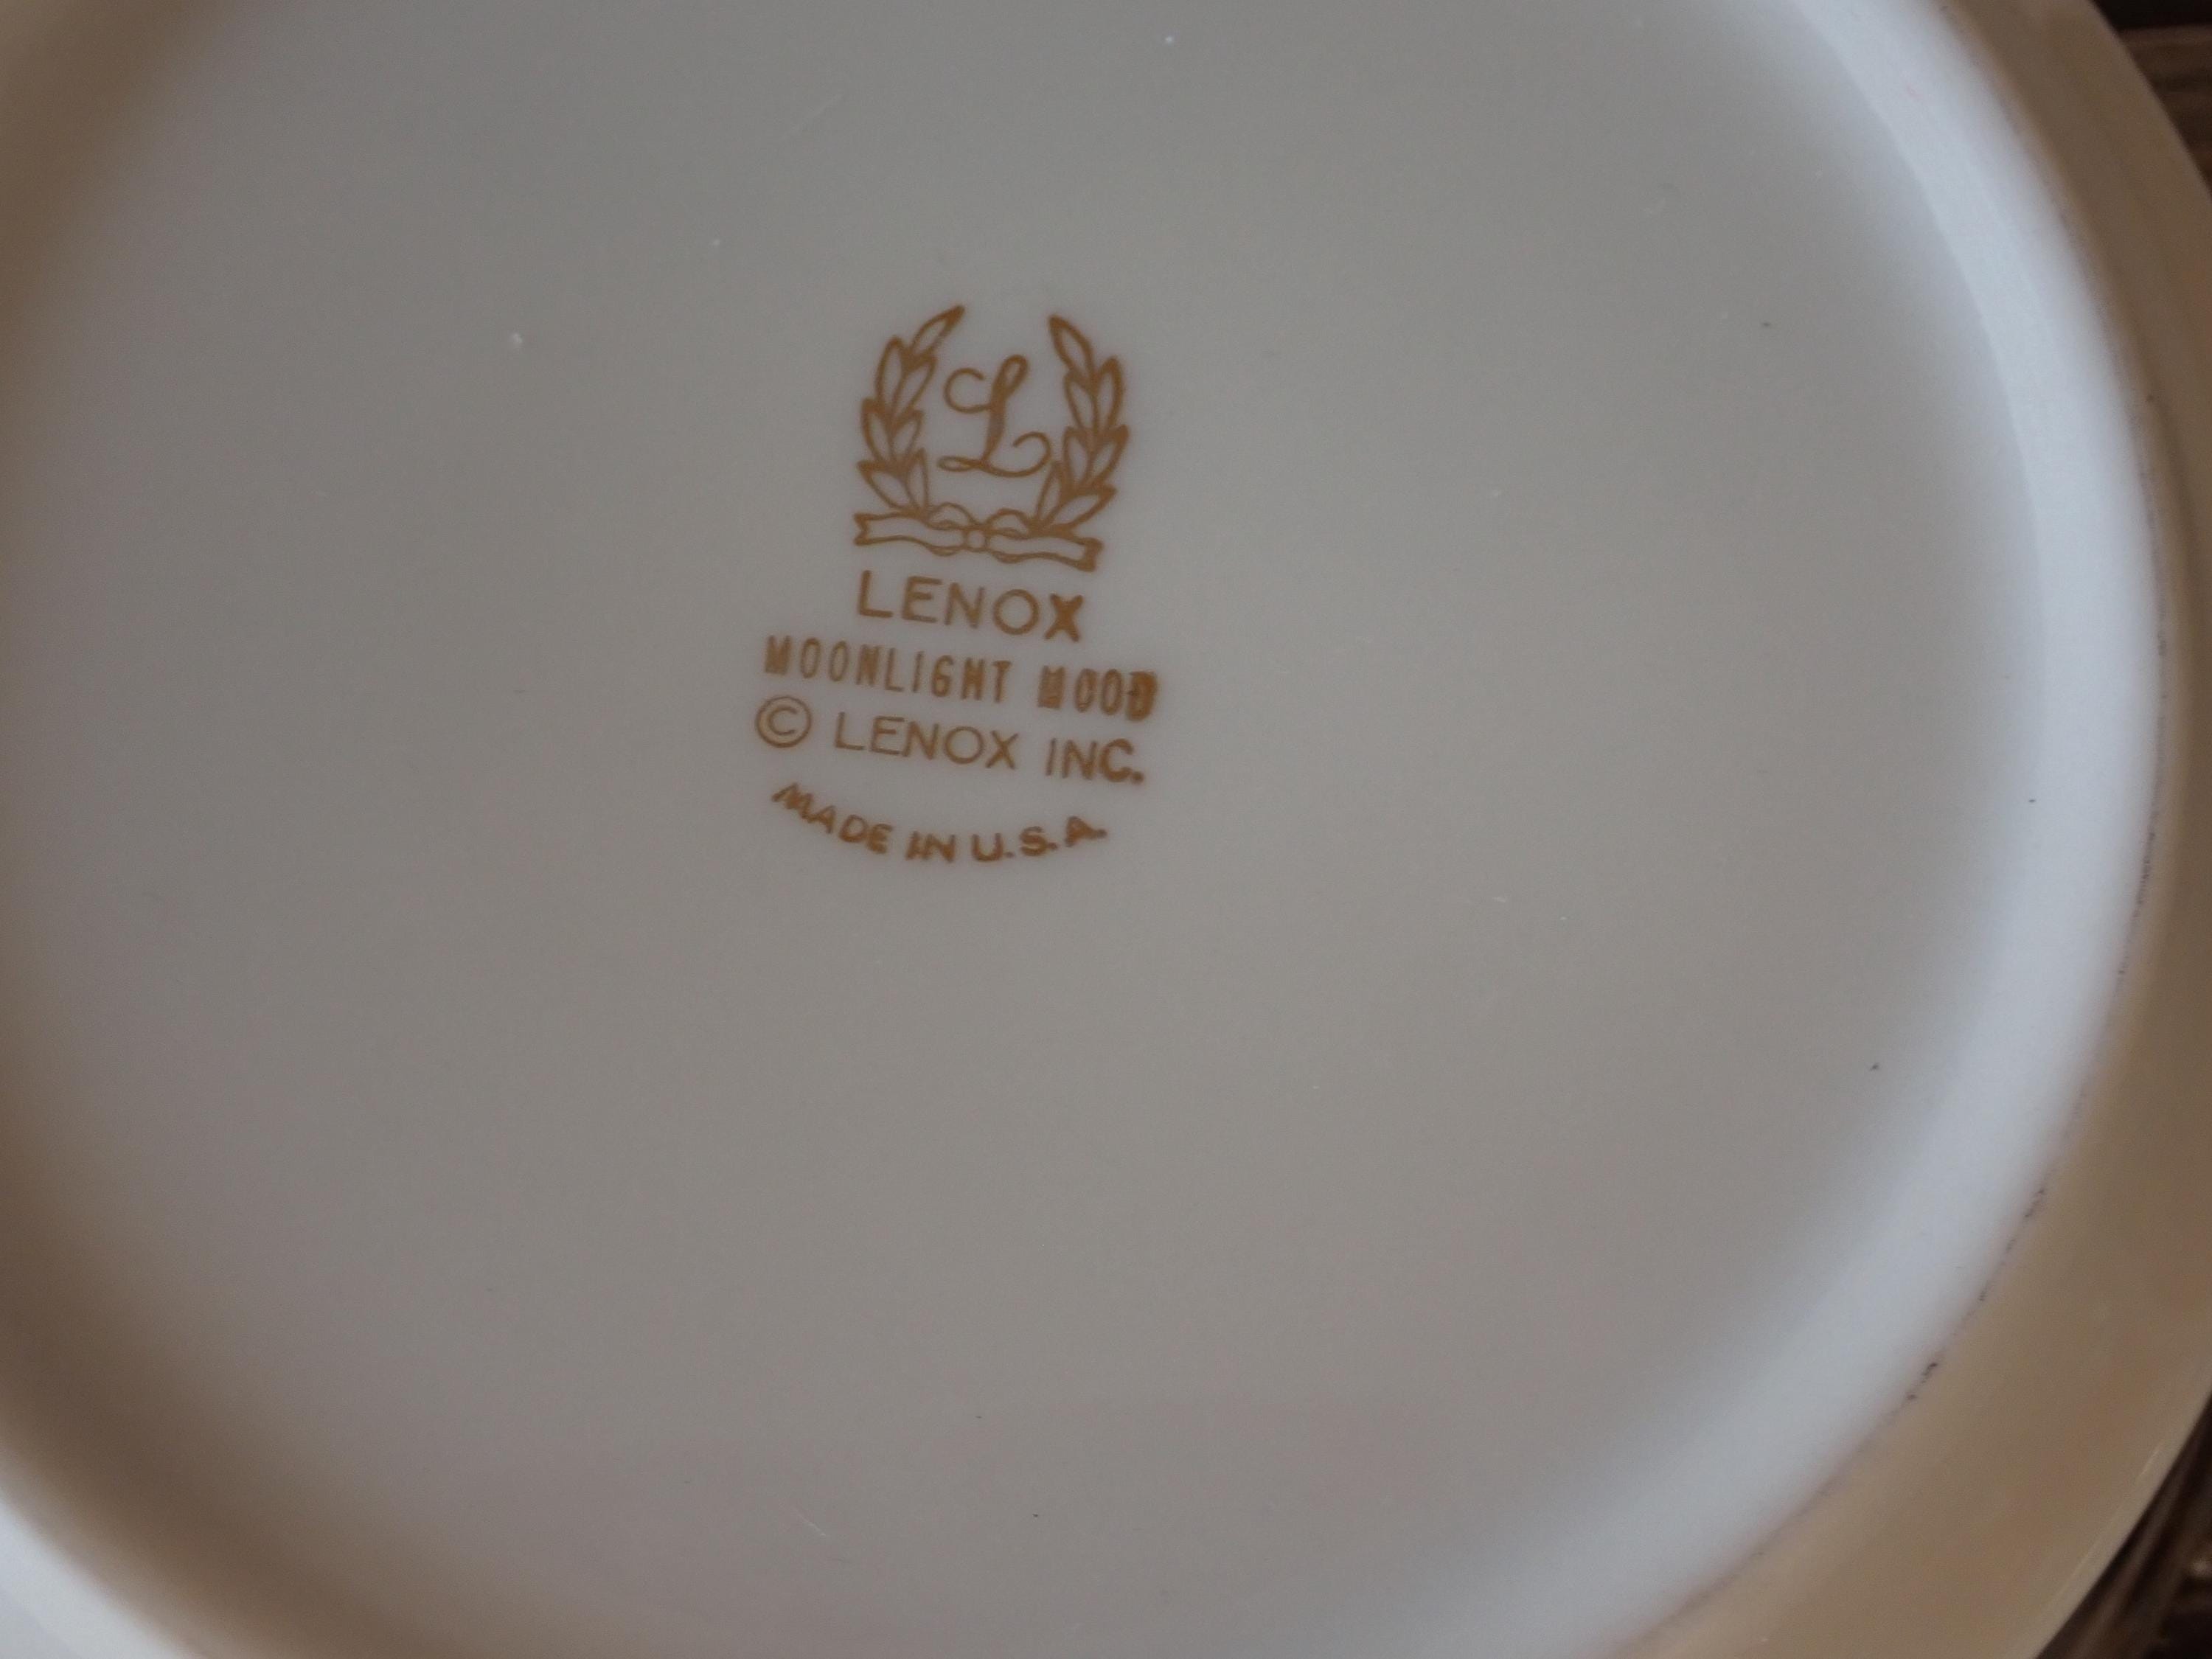 L
LENOX
MOONLIGHT MOOD
© LENOX INC.
MADE IN U.S.A.